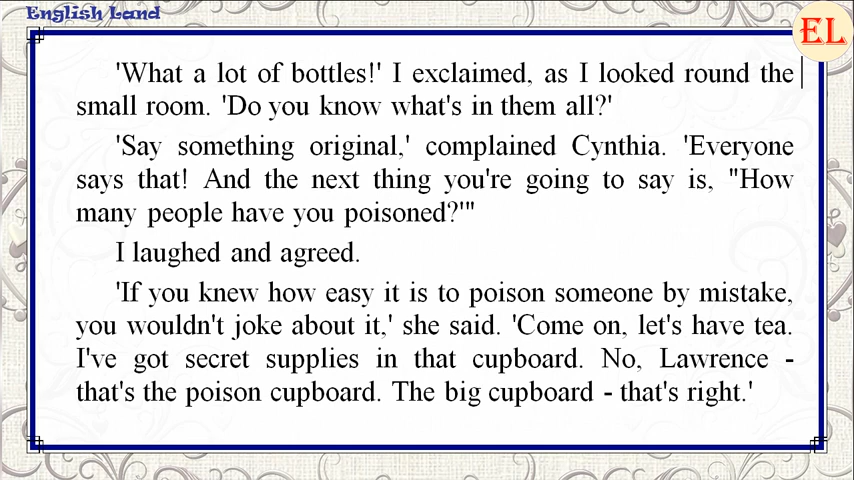 English Land
EL
'What a lot of bottles!' I exclaimed, as I looked round the
small room. 'Do you know what's in them all?'
'Say something original,' complained Cynthia. 'Everyone
says that! And the next thing you're going to say is, "How
many people have you poisoned?'"
I laughed and agreed.
'If you knew how easy it is to poison someone by mistake,
you wouldn't joke about it,' she said. 'Come on, let's have tea.
I've got secret supplies in that cupboard. No, Lawrence -
that's the poison cupboard. The big cupboard - that's right.'